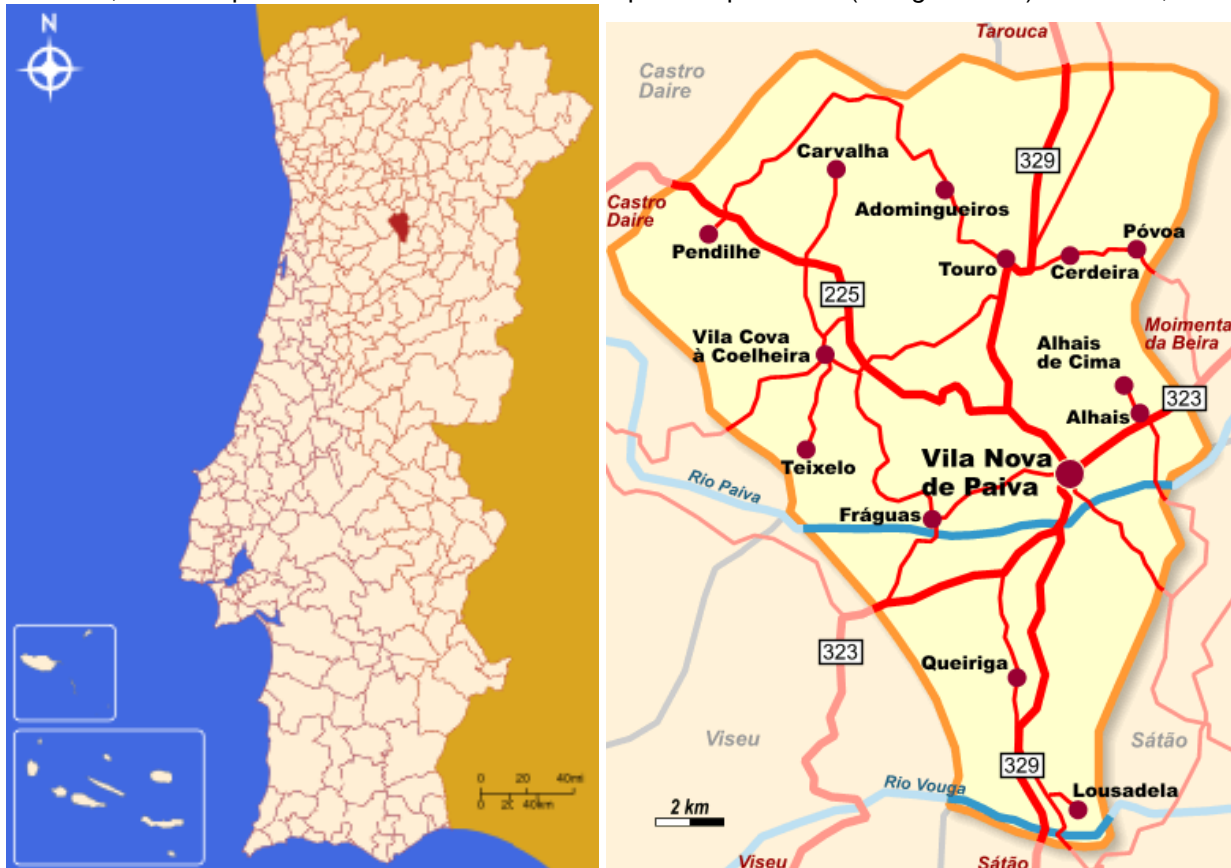 N
0 20 40mi
0 20 40km
Tarouca
Castro
Daire
Carvalha
329
Adomingueiros
Castro
Daire
Pendilhe
Póvoa
Touro
Cerdeira
225
Moimenta
da Beira
Vila Cova
à Coelheira
Alhais
de Cima
323
Alhais
Teixelo
Vila Nova
de Paiva
Rio Paiva
Fráguas
323
Queiriga
Viseu
Sátão
329
Rio Vouga
Lousadela
2 km
Viseu
Sátão